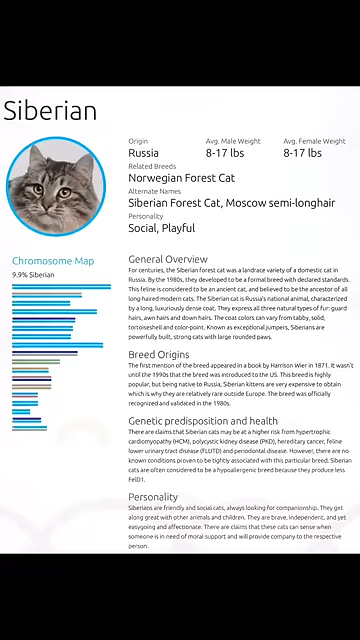 Siberian
Origin
Russia
Avg. Male Weight
8-17 lbs
Avg. Female Weight
8-17 lbs
Related Breeds
Norwegian Forest Cat
Alternate Names
Siberian Forest Cat, Moscow semi-longhair
Personality
Social, Playful
Chromosome Map
9.9% Siberian
General Overview
For centuries, the Siberian forest cat was a landrace variety of domestic cat in
Russia. By the 1980s, they developed to be a formal breed with declared standards.
This feline is considered to be an ancient cat, and believed to be the ancestor of all
long-haired modern cats. The Siberian cat is Russia's national animal, characterized
by a long, luxuriously dense coat. They express all three natural types of fur: guard
hairs, awn hairs and down hairs. The coat colors can vary from tabby, solid,
tortoiseshell and color-point. Known as exceptional jumpers, Siberians are
powerfully built, strong cats with large rounded paws.
Breed Origins
The first mention of the breed appeared in a book by Harrison Wier in 1871. It wasn't
until the 1990s that the breed was introduced to the US. This breed is highly
popular, but being native to Russia, Siberian kittens are very expensive to obtain
which is why they are relatively rare outside Europe. The breed was officially
recognized and validated in the 1980s.
Genetic predisposition and health
There are claims that Siberian cats may be at a higher risk from hypertrophic
cardiomyopathy (HCM), polycystic kidney disease (PKD), hereditary cancer, feline
lower urinary tract disease (FLUTD) and periodontal disease. However, there are no
known conditions proven to be tightly associated with this particular breed. Siberian
cats are often considered to be a hypoallergenic breed because they produce less
FelD1.
Personality
Siberians are friendly and social cats, always looking for companionship. They get
along great with other animals and children. They are brave, independent, and yet
easygoing and affectionate. There are claims that these cats can sense when
someone is in need of moral support and will provide company to the respective
person.